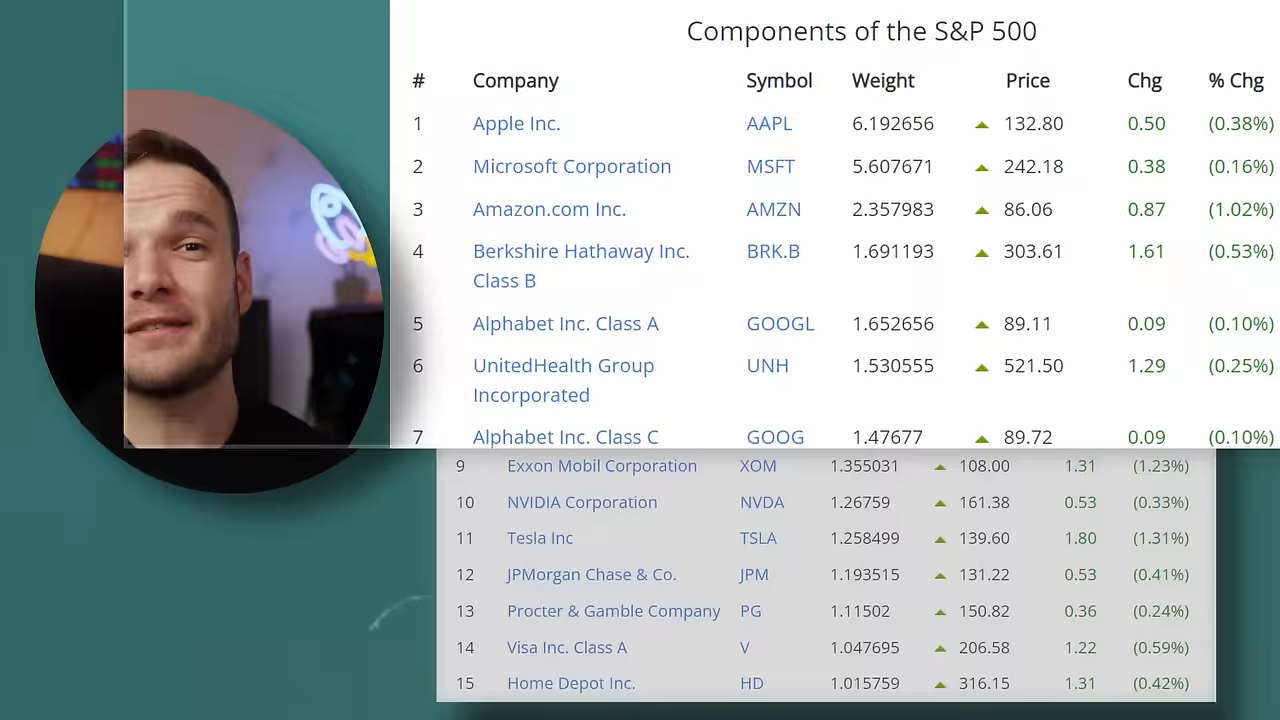 Components of the S&P 500
# Company Symbol Weight Price Chg % Chg
1 Apple Inc. AAPL 6.192656 132.80 0.50 (0.38%)
2 Microsoft Corporation MSFT 5.607671 242.18 0.38 (0.16%)
3 Amazon.com Inc. AMZN 2.357983 86.06 0.87 (1.02%)
4 Berkshire Hathaway Inc. BRK.B 1.691193 303.61 1.61 (0.53%)
Class B
5 Alphabet Inc. Class A GOOGL 1.652656 89.11 0.09 (0.10%)
6 UnitedHealth Group UNH 1.530555 521.50 1.29 (0.25%)
Incorporated
7 Alphabet Inc. Class C GOOG 1.47677 89.72 0.09 (0.10%)
9 Exxon Mobil Corporation XOM 1.355031 108.00 1.31 (1.23%)
10 NVIDIA Corporation NVDA 1.26759 161.38 0.53 (0.33%)
11 Tesla Inc TSLA 1.258499 139.60 1.80 (1.31%)
12 JPMorgan Chase & Co. JPM 1.193515 131.22 0.53 (0.41%)
13 Procter & Gamble Company PG 1.11502 150.82 0.36 (0.24%)
14 Visa Inc. Class A V 1.047695 206.58 1.22 (0.59%)
15 Home Depot Inc. HD 1.015759 316.15 1.31 (0.42%)